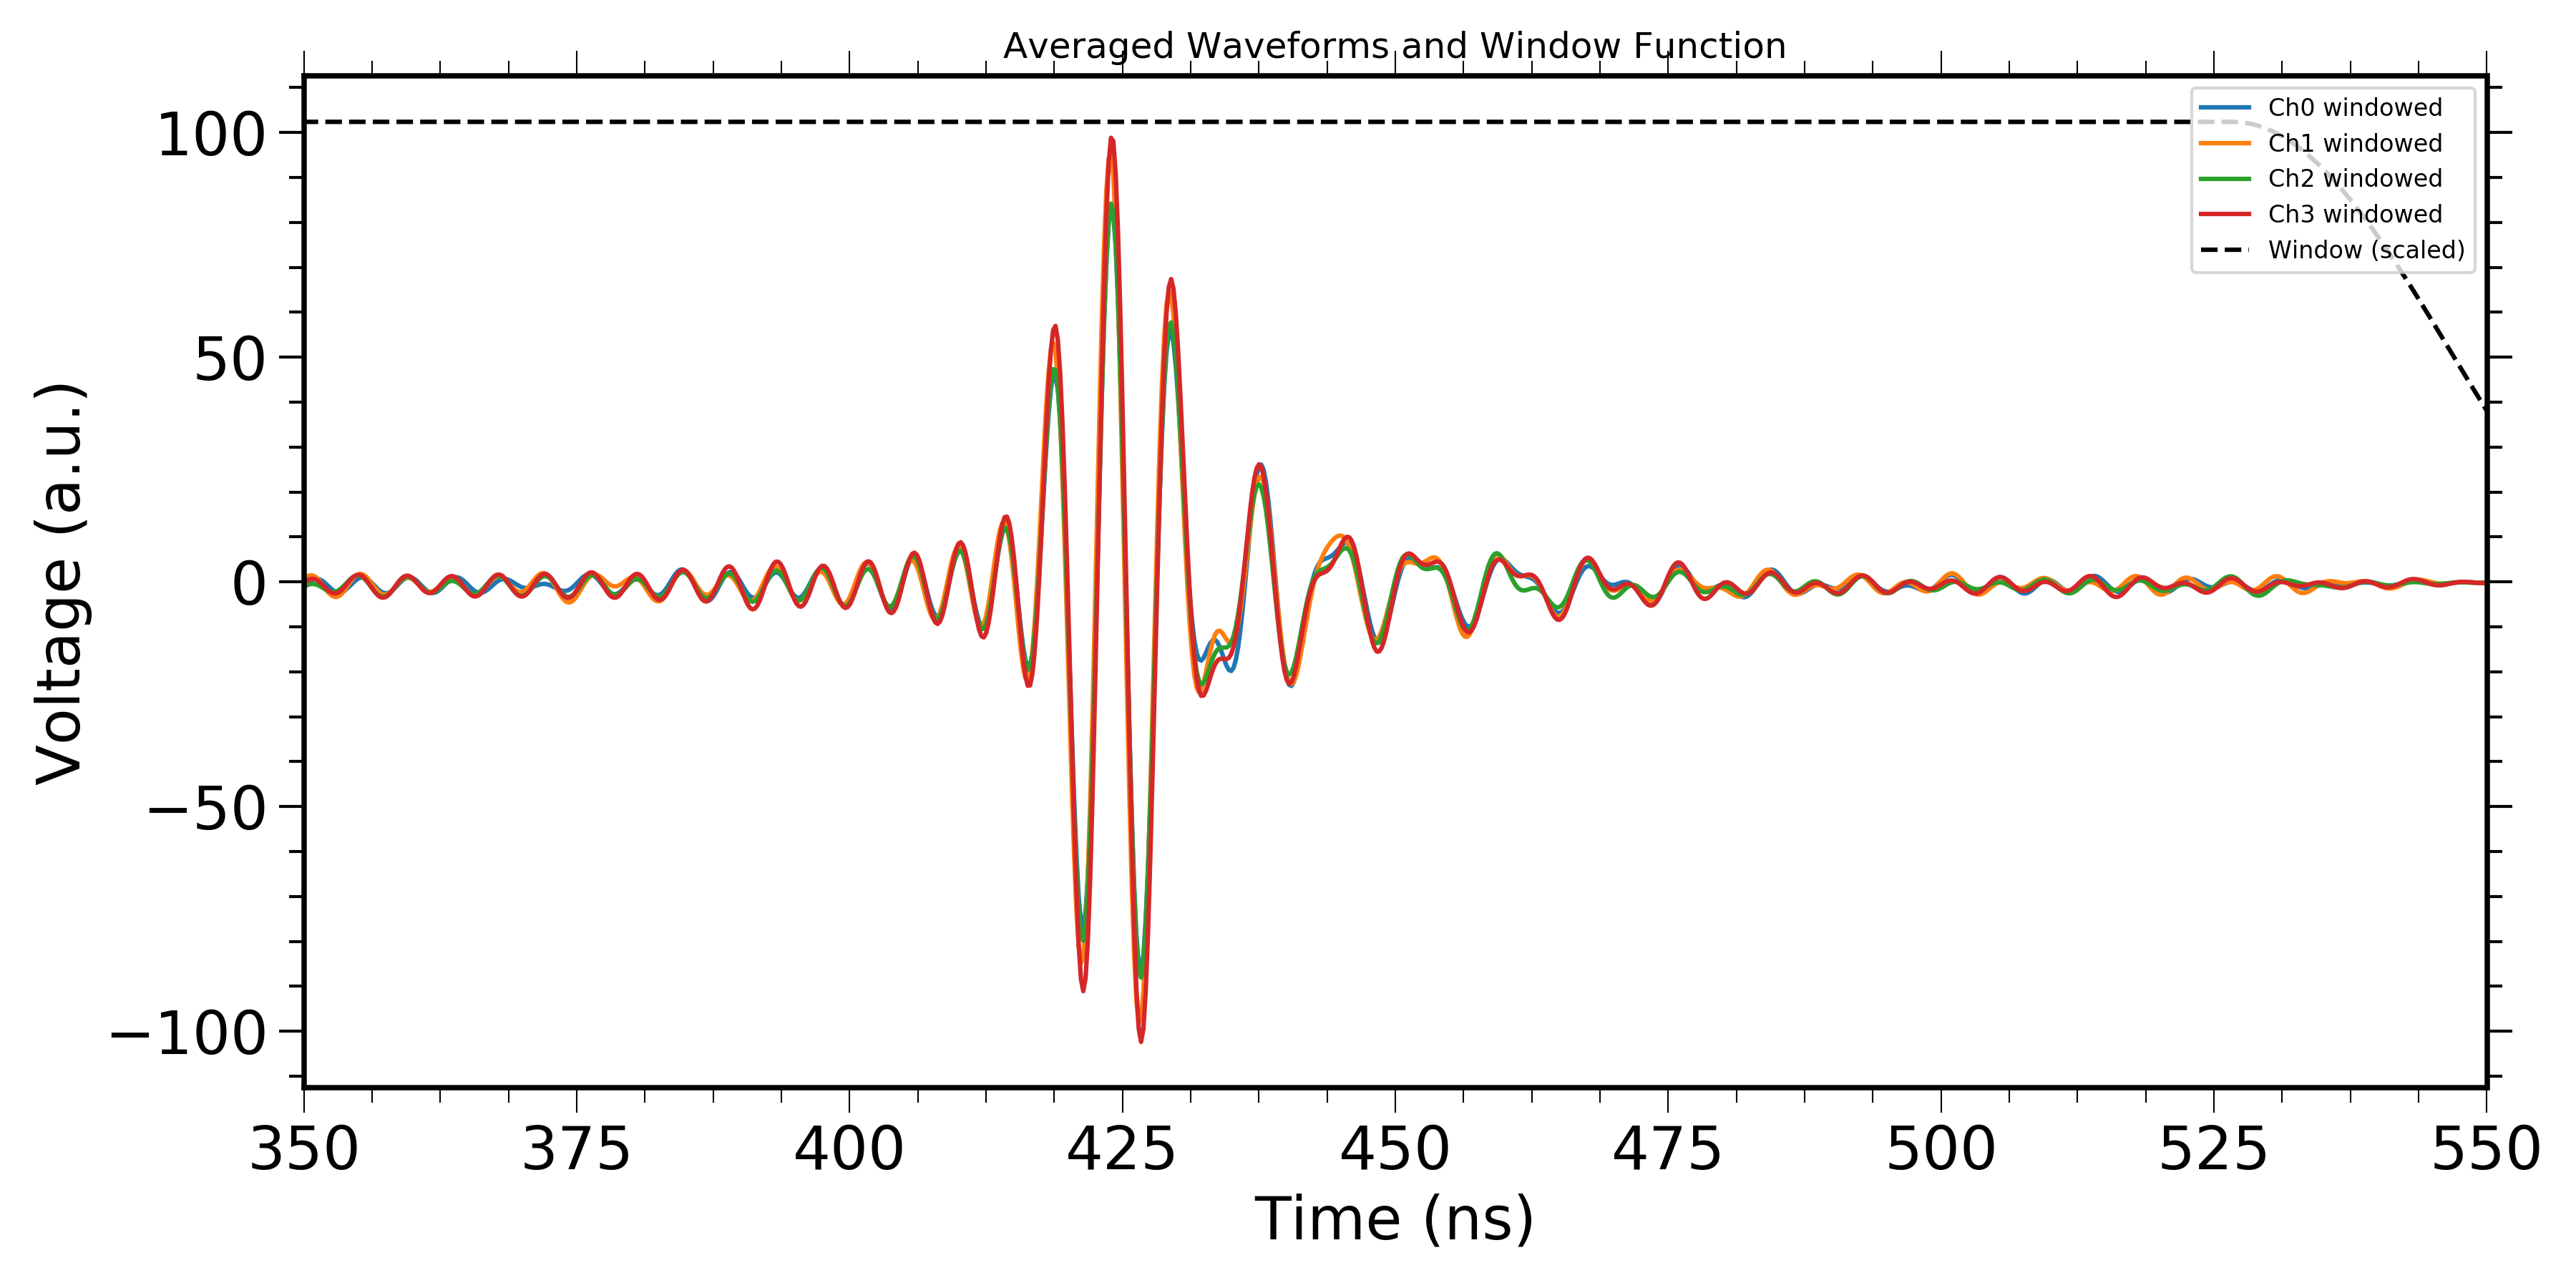 Averaged Waveforms and Window Function
Ch0 windowed
Ch1 windowed
Ch2 windowed
Ch3 windowed
Window (scaled)
100
50
0
−50
−100
Voltage (a.u.)
350 375 400 425 450 475 500 525 550
Time (ns)